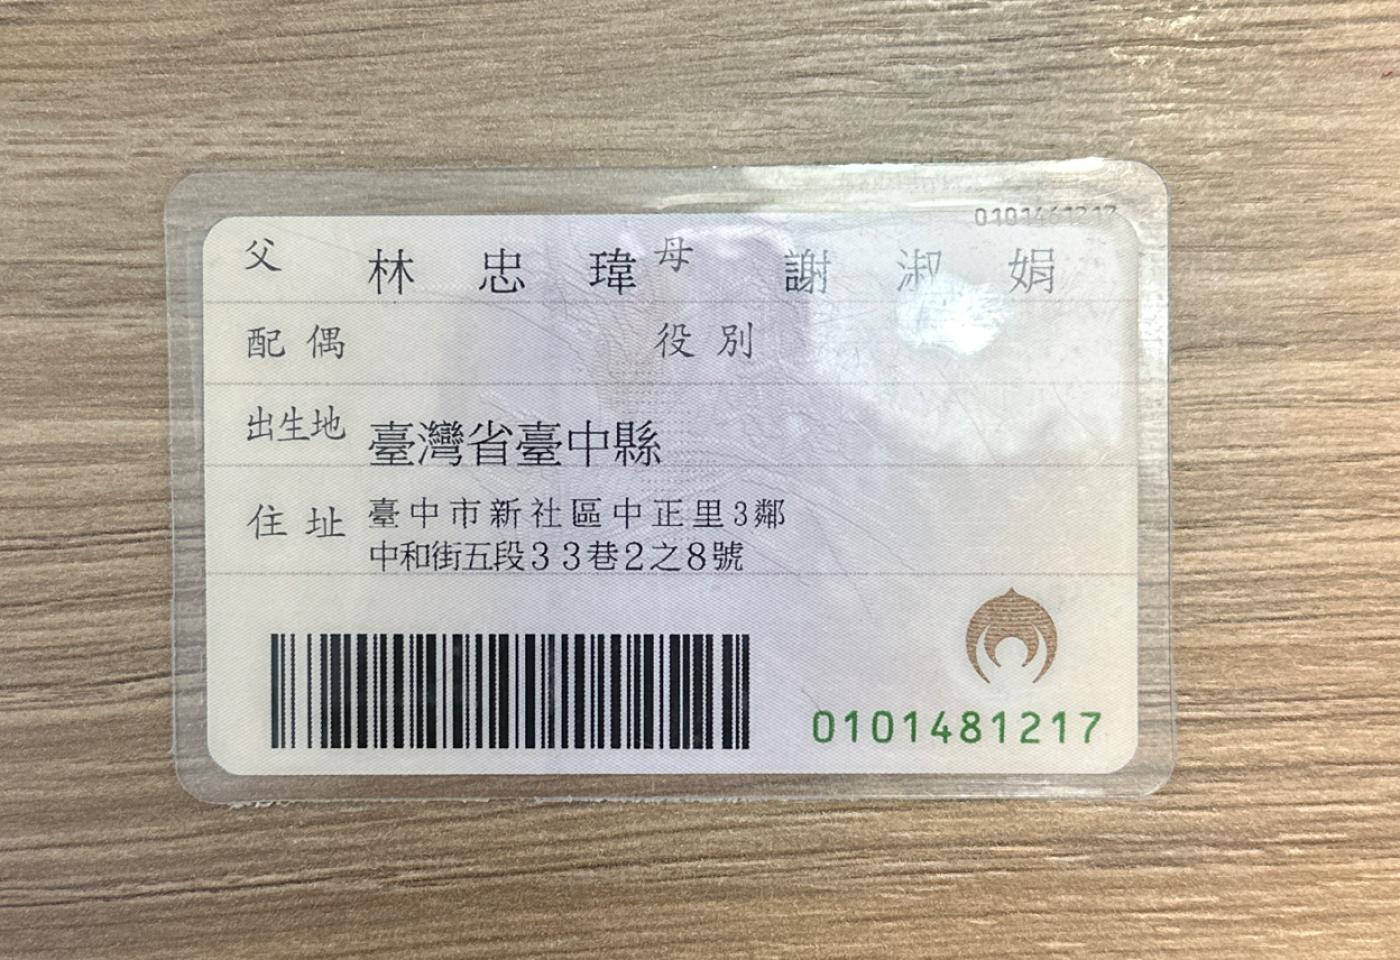 0101481217
父 林忠瑋 母 謝淑娟
配偶 役別
出生地 臺灣省臺中縣
住址 臺中市新社區中正里3鄰
中和街五段33巷2之8號
0101481217